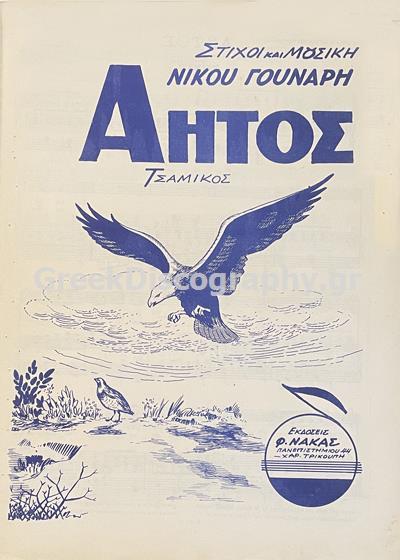 ΣΤΙΧΟΙ ΚΑΙ ΜΟΥΣΙΚΗ
ΝΙΚΟΥ ΓΟΥΝΑΡΗ
ΑΗΤΟΣ
ΤΣΑΜΙΚΟΣ
GreekDiscography.gr
ΕΚΔΟΣΕΙΣ
Φ. ΝΑΚΑΣ
ΠΑΝΕΠΙΣΤΗΜΙΟΥ 44
–ΧΑΡ. ΤΡΙΚΟΥΠΗ